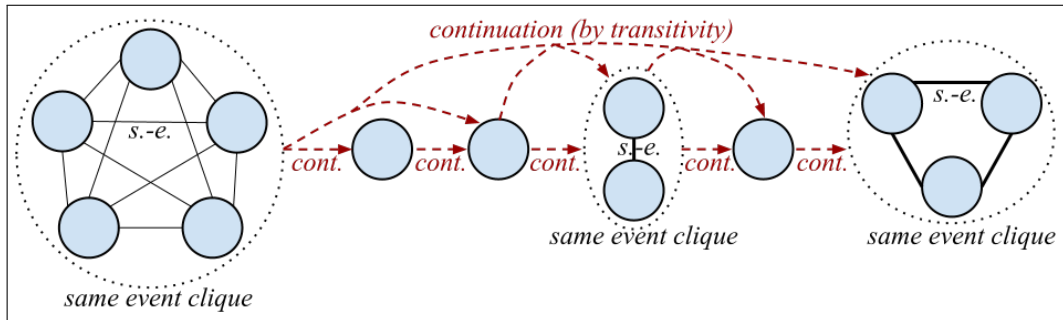 continuation (by transitivity)
s.-e.
s.-e.
s.-e.
cont.
cont.
cont.
cont.
cont.
same event clique
same event clique
same event clique